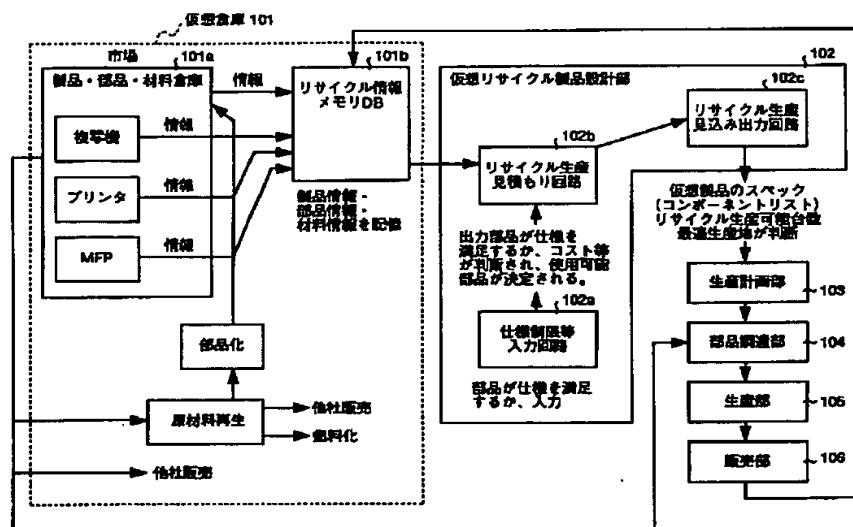 仮想倉庫 101
市場
101a
製品・部品・材料倉庫
情報
複写機
情報
プリンタ
情報
MFP
情報
101b
リサイクル情報
メモリDB
製品情報・
部品情報・
材料情報を記憶
部品化
原材料再生
他社販売
燃料化
他社販売
102
仮想リサイクル製品設計部
102c
リサイクル生産
見込み出力回路
102b
リサイクル生産
見積もり回路
仮想製品のスペック
(コンポーネントリスト)
リサイクル生産可能台数
最適生産地が判断
出力部品が仕様を
満足するか、コスト等
が判断され、使用可能
部品が決定される。
102a
仕様制限等
入力回路
部品が仕様を満足
するか、入力
生産計画部
103
部品調達部
104
生産部
105
販売部
106